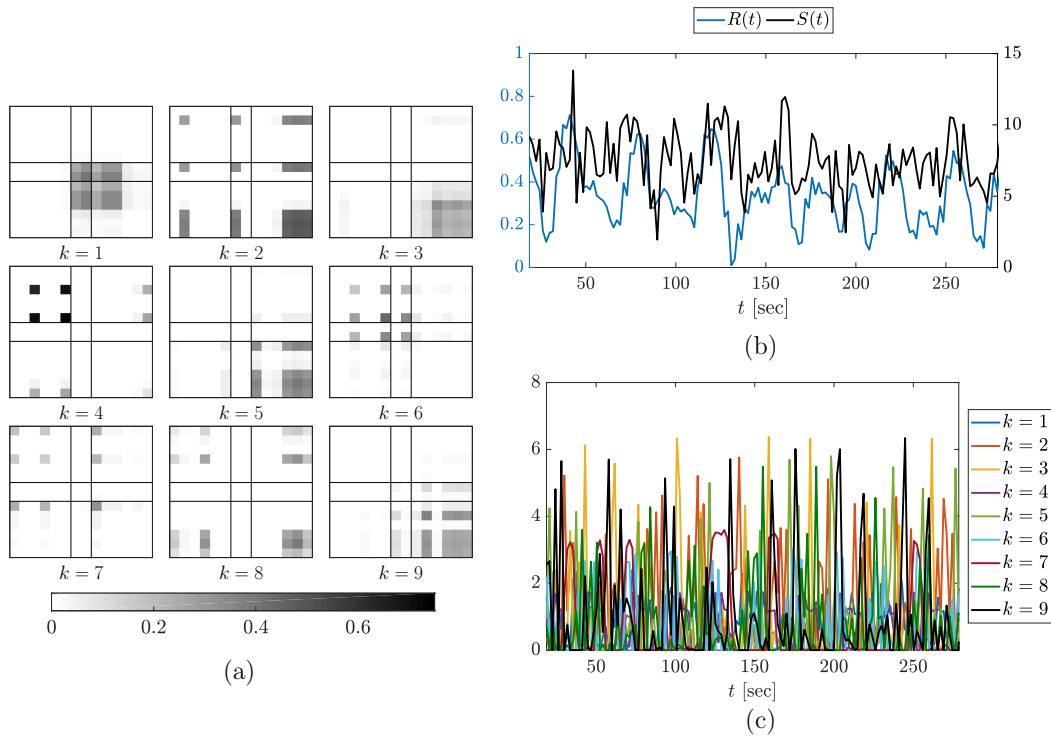 k = 1
k = 2
k = 3
k = 4
k = 5
k = 6
k = 7
k = 8
k = 9
0 0.2 0.4 0.6
(a)
R(t) S(t)
1 15
0.8
0.6 10
0.4
5
0.2
0 0
50 100 150 200 250
t [sec]
(b)
8
6
4
2
0
50 100 150 200 250
t [sec]
k = 1
k = 2
k = 3
k = 4
k = 5
k = 6
k = 7
k = 8
k = 9
(c)